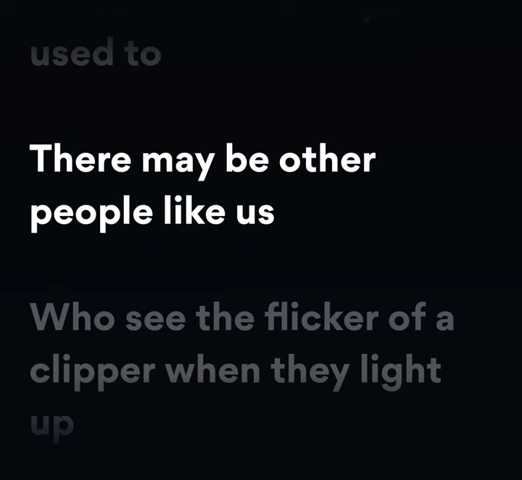 used to
There may be other
people like us
Who see the flicker of a
clipper when they light
up